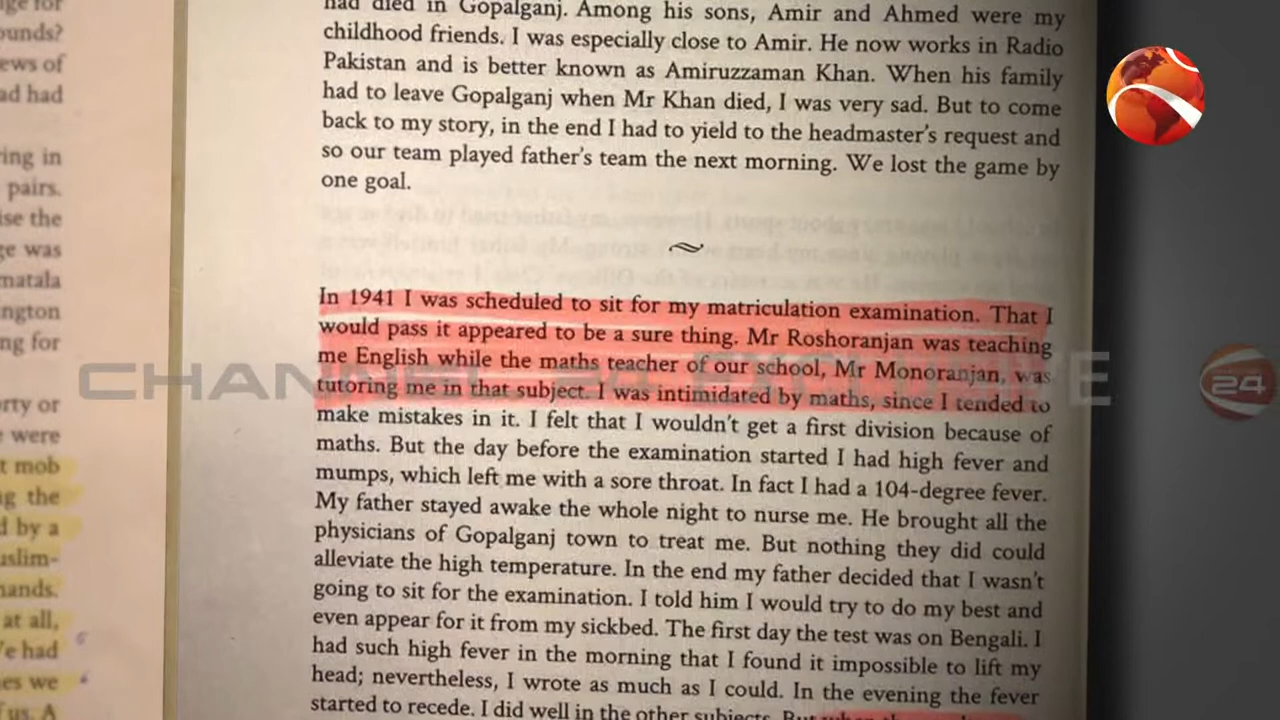 had died in Gopalganj. Among his sons, Amir and Ahmed were my
childhood friends. I was especially close to Amir. He now works in Radio
Pakistan and is better known as Amiruzzaman Khan. When his family
had to leave Gopalganj when Mr Khan died, I was very sad. But to come
back to my story, in the end I had to yield to the headmaster's request and
so our team played father's team the next morning. We lost the game by
one goal.
In 1941 I was scheduled to sit for my matriculation examination. That I
would pass it appeared to be a sure thing. Mr Roshoranjan was teaching
me English while the maths teacher of our school, Mr Monoranjan, was
tutoring me in that subject. I was intimidated by maths, since I tended to
make mistakes in it. I felt that I wouldn't get a first division because of
maths. But the day before the examination started I had high fever and
mumps, which left me with a sore throat. In fact I had a 104-degree fever.
My father stayed awake the whole night to nurse me. He brought all the
physicians of Gopalganj town to treat me. But nothing they did could
alleviate the high temperature. In the end my father decided that I wasn't
going to sit for the examination. I told him I would try to do my best and
even appear for it from my sickbed. The first day the test was on Bengali. I
had such high fever in the morning that I found it impossible to lift my
head; nevertheless, I wrote as much as I could. In the evening the fever
started to recede. I did well in the other subjects. But
ews of
ad had
ing in
pairs.
ise the
ge was
matala
ington
ng for
rty or
were
t mob
ng the
d by a
uslim-
hands.
at all,
We had
es we
us. A
CHANNEL 24 EXCLUSIVE
24